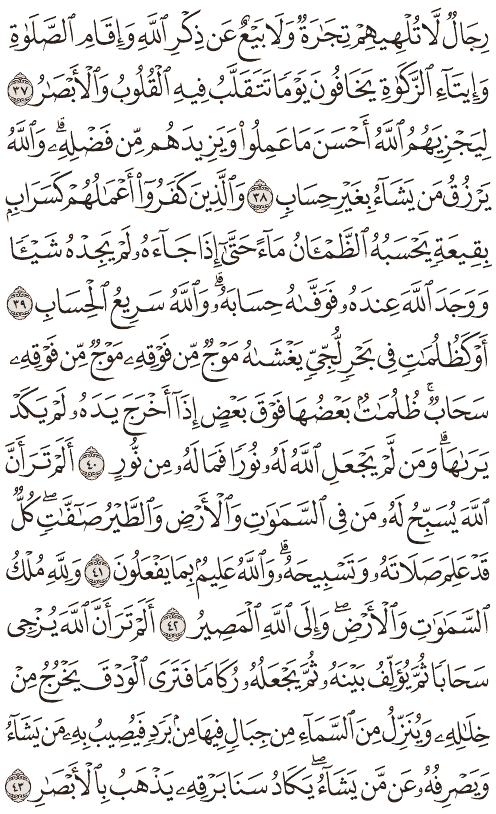 رِجَالٌ لَّا تُلْهِيهِمْ تِجَٰرَةٌ وَلَا بَيْعٌ عَن ذِكْرِ ٱللَّهِ وَإِقَامِ ٱلصَّلَوٰةِ
وَإِيتَآءِ ٱلزَّكَوٰةِ يَخَافُونَ يَوْمًا تَتَقَلَّبُ فِيهِ ٱلْقُلُوبُ وَٱلْأَبْصَٰرُ ٣٧
لِيَجْزِيَهُمُ ٱللَّهُ أَحْسَنَ مَا عَمِلُوا۟ وَيَزِيدَهُم مِّن فَضْلِهِۦ ۗ وَٱللَّهُ
يَرْزُقُ مَن يَشَآءُ بِغَيْرِ حِسَابٍ ٣٨ وَٱلَّذِينَ كَفَرُوٓا۟ أَعْمَٰلُهُمْ كَسَرَابٍۭ
بِقِيعَةٍ يَحْسَبُهُ ٱلظَّمْـَٔانُ مَآءً حَتَّىٰٓ إِذَا جَآءَهُۥ لَمْ يَجِدْهُ شَيْـًٔا
وَوَجَدَ ٱللَّهَ عِندَهُۥ فَوَفَّىٰهُ حِسَابَهُۥ ۗ وَٱللَّهُ سَرِيعُ ٱلْحِسَابِ ٣٩
أَوْ كَظُلُمَٰتٍ فِى بَحْرٍ لُّجِّىٍّ يَغْشَىٰهُ مَوْجٌ مِّن فَوْقِهِۦ مَوْجٌ مِّن فَوْقِهِۦ
سَحَابٌ ۚ ظُلُمَٰتٌۢ بَعْضُهَا فَوْقَ بَعْضٍ إِذَآ أَخْرَجَ يَدَهُۥ لَمْ يَكَدْ
يَرَىٰهَا ۗ وَمَن لَّمْ يَجْعَلِ ٱللَّهُ لَهُۥ نُورًا فَمَا لَهُۥ مِن نُّورٍ ٤٠ أَلَمْ تَرَ أَنَّ
ٱللَّهَ يُسَبِّحُ لَهُۥ مَن فِى ٱلسَّمَٰوَٰتِ وَٱلْأَرْضِ وَٱلطَّيْرُ صَٰٓفَّٰتٍ ۖ كُلٌّ
قَدْ عَلِمَ صَلَاتَهُۥ وَتَسْبِيحَهُۥ ۗ وَٱللَّهُ عَلِيمٌۢ بِمَا يَفْعَلُونَ ٤١ وَلِلَّهِ مُلْكُ
ٱلسَّمَٰوَٰتِ وَٱلْأَرْضِ ۖ وَإِلَى ٱللَّهِ ٱلْمَصِيرُ ٤٢ أَلَمْ تَرَ أَنَّ ٱللَّهَ يُزْجِى
سَحَابًا ثُمَّ يُؤَلِّفُ بَيْنَهُۥ ثُمَّ يَجْعَلُهُۥ رُكَامًا فَتَرَى ٱلْوَدْقَ يَخْرُجُ مِنْ
خِلَٰلِهِۦ وَيُنَزِّلُ مِنَ ٱلسَّمَآءِ مِن جِبَالٍ فِيهَا مِنۢ بَرَدٍ فَيُصِيبُ بِهِۦ مَن يَشَآءُ
وَيَصْرِفُهُۥ عَن مَّن يَشَآءُ ۖ يَكَادُ سَنَا بَرْقِهِۦ يَذْهَبُ بِٱلْأَبْصَٰرِ ٤٣